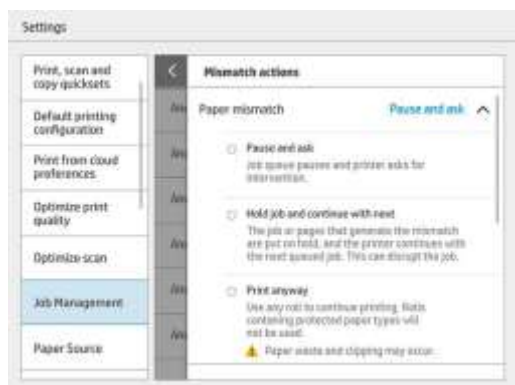 Settings
Print, scan and
copy quicksets
Default printing
configuration
Print from cloud
preferences
Optimize print
quality
Optimize scan
Job Management
Paper Source
Mismatch actions
Paper mismatch
Pause and ask
Pause and ask
Job queue pauses and printer asks for
intervention.
Hold job and continue with next
The job or pages that generate the mismatch
are put on hold, and the printer continues with
the next queued job. This can disrupt the job.
Print anyway
Use any roll to continue printing. Rolls
containing protected paper types will
not be used.
Paper waste and clipping may occur.